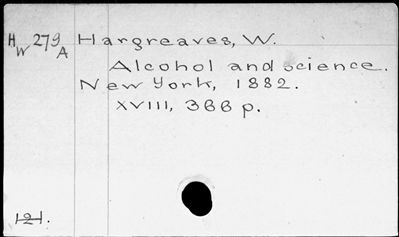 HW 279 A Hargreaves, W.
Alcohol and science.
New York, 1882.
XVIII, 366 p.
121.